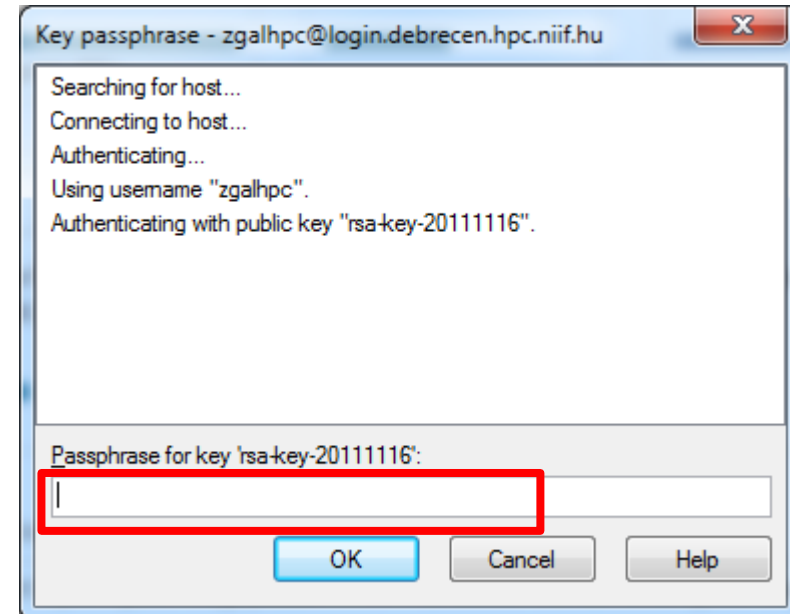 Key passphrase - zgalhpc@login.debrecen.hpc.niif.hu
Searching for host...
Connecting to host...
Authenticating...
Using username "zgalhpc".
Authenticating with public key "rsa-key-20111116".
Passphrase for key 'rsa-key-20111116':
OK Cancel Help